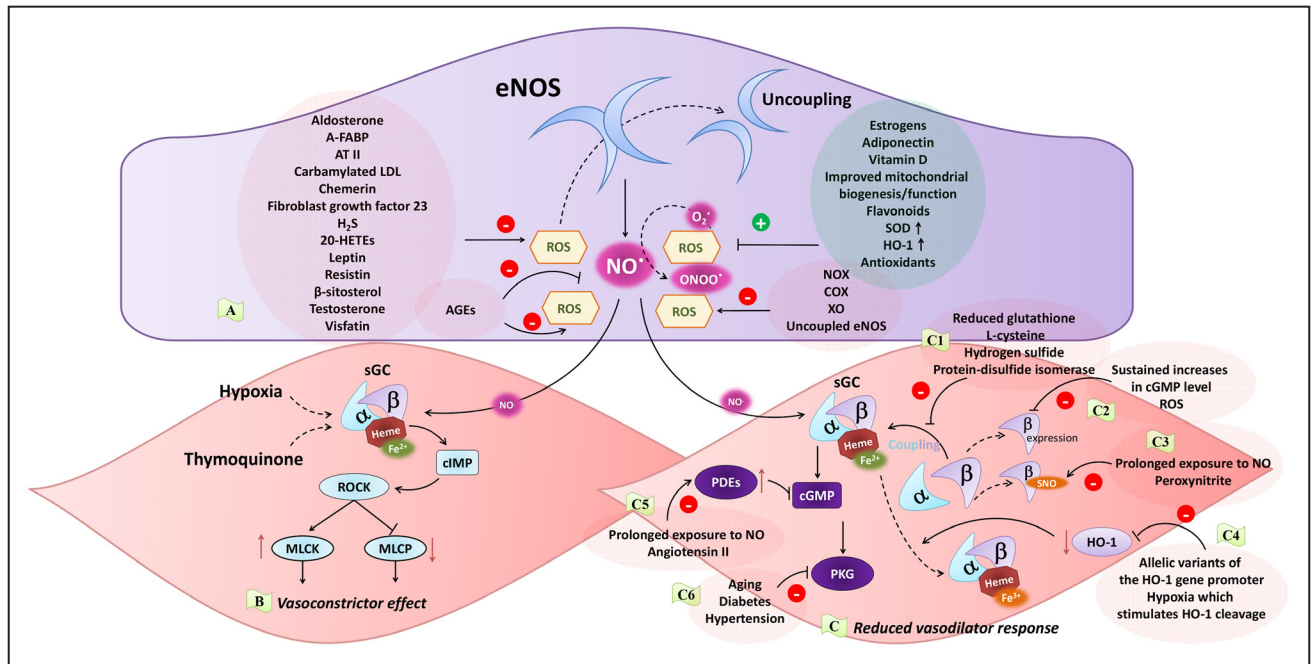 eNOS
Uncoupling
Aldosterone
A-FABP
AT II
Carbamylated LDL
Chemerin
Fibroblast growth factor 23
H₂S
20-HETEs
Leptin
Resistin
β-sitosterol
Testosterone
Visfatin
Estrogens
Adiponectin
Vitamin D
Improved mitochondrial
biogenesis/function
Flavonoids
SOD ↑
HO-1 ↑
Antioxidants
-
ROS
-
ROS
-
AGEs
A
NO•
O₂•
ROS
ONOO•
ROS
+
-
NOX
COX
XO
Uncoupled eNOS
Hypoxia
Thymoquinone
sGC
α
β
Heme
Fe²⁺
NO·
cIMP
ROCK
↑ MLCK
MLCP ↓
B Vasoconstrictor effect
C1
Reduced glutathione
L-cysteine
Hydrogen sulfide
Protein-disulfide isomerase
-
NO·
sGC
α
β
Heme
Fe²⁺
Coupling
α
β
β
expression
β
SNO
Sustained increases
in cGMP level
ROS
-
C2
C3
Prolonged exposure to NO
Peroxynitrite
-
C4
-
↓ HO-1
Allelic variants of
the HO-1 gene promoter
Hypoxia which
stimulates HO-1 cleavage
PDEs ↑
cGMP
C5
-
Prolonged exposure to NO
Angiotensin II
PKG
C6
Aging
Diabetes
Hypertension
-
α
β
Heme
Fe³⁺
C Reduced vasodilator response